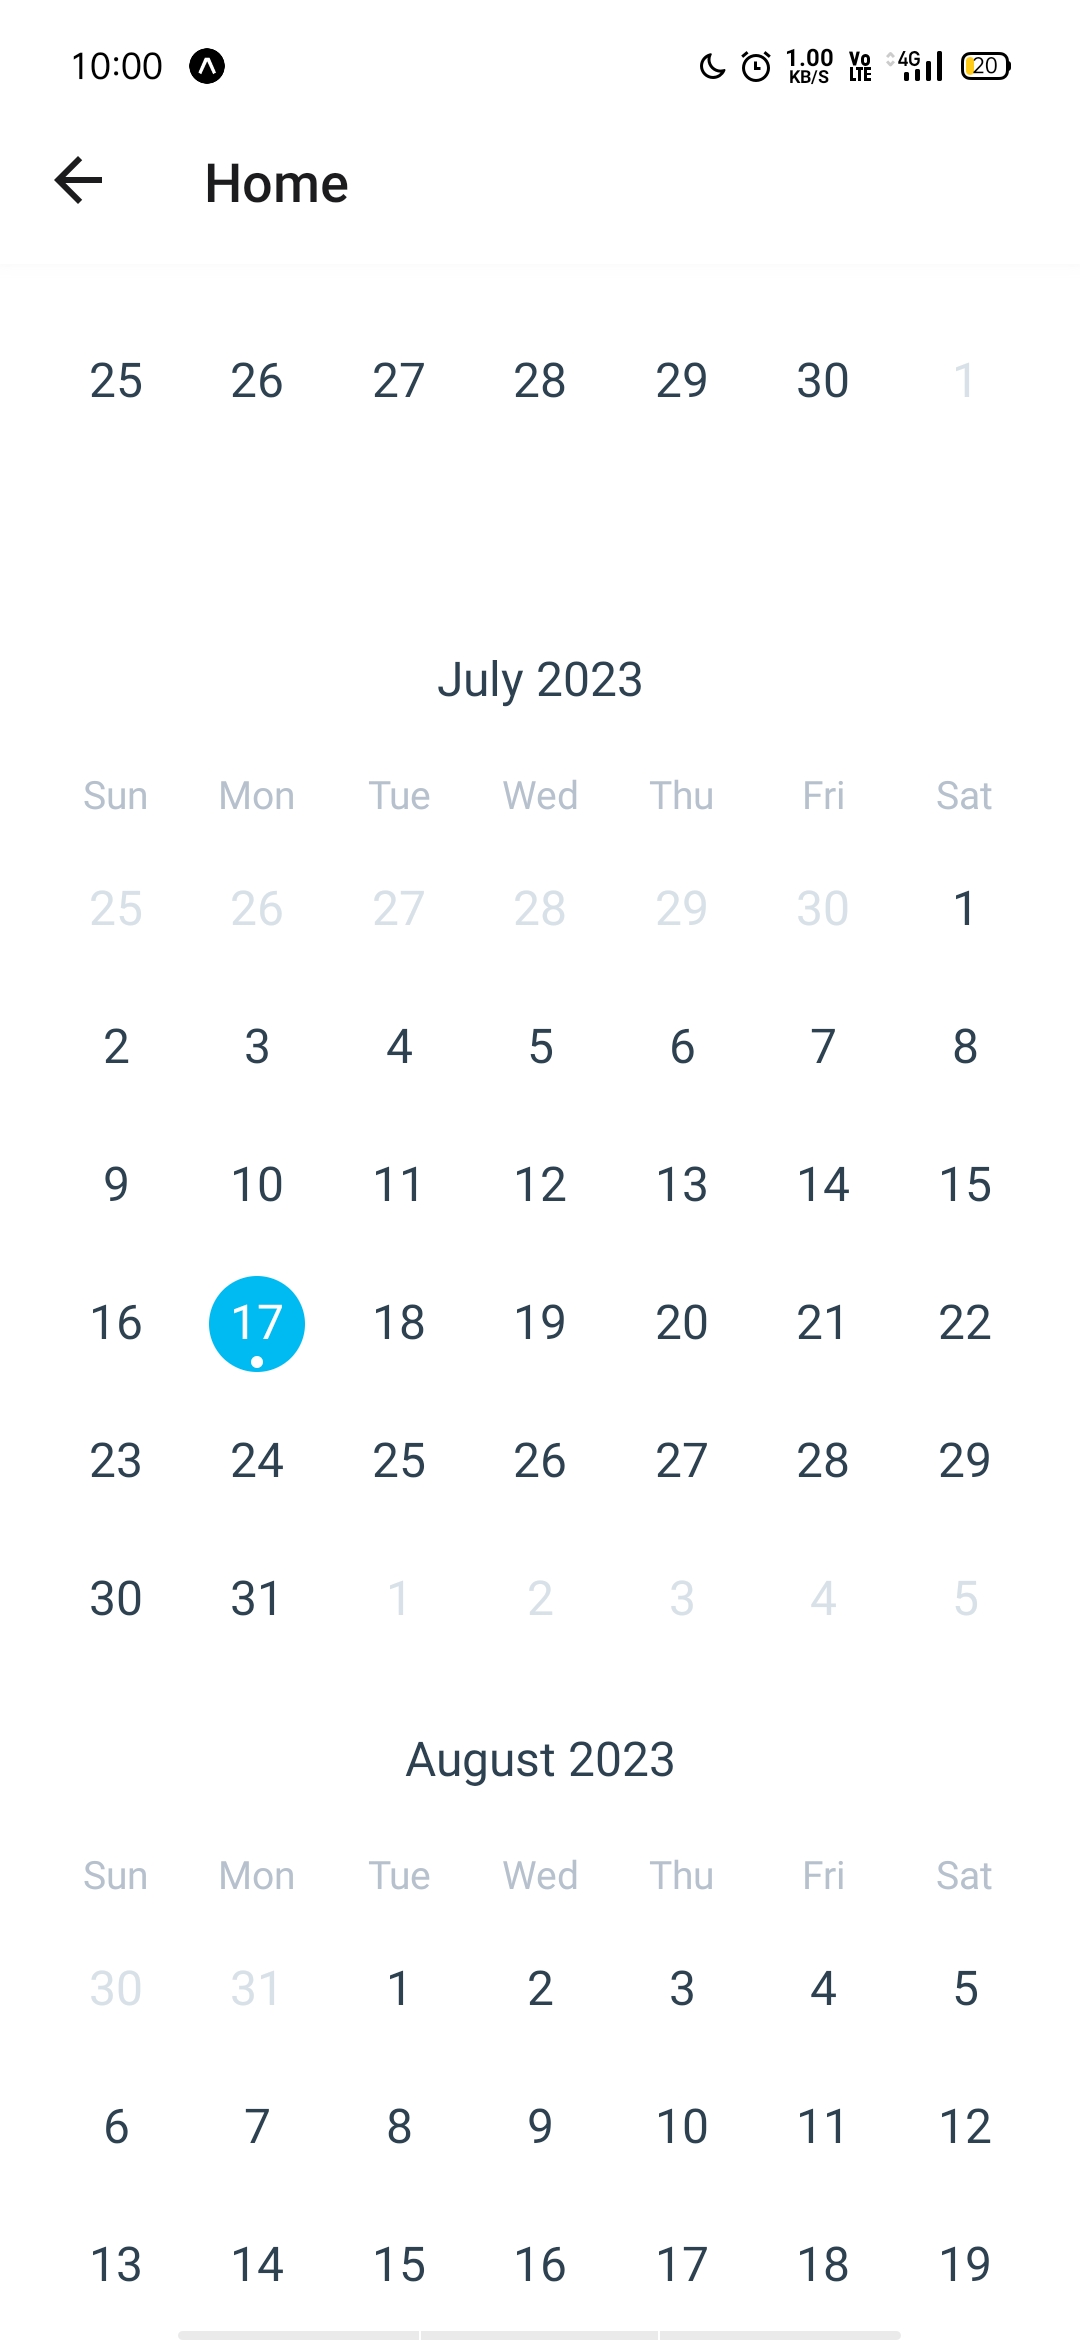 10:00 1.00 KB/S Vo LTE 4G 20
Home
25 26 27 28 29 30 1
July 2023
Sun Mon Tue Wed Thu Fri Sat
25 26 27 28 29 30 1
2 3 4 5 6 7 8
9 10 11 12 13 14 15
16 17 18 19 20 21 22
23 24 25 26 27 28 29
30 31 1 2 3 4 5
August 2023
Sun Mon Tue Wed Thu Fri Sat
30 31 1 2 3 4 5
6 7 8 9 10 11 12
13 14 15 16 17 18 19